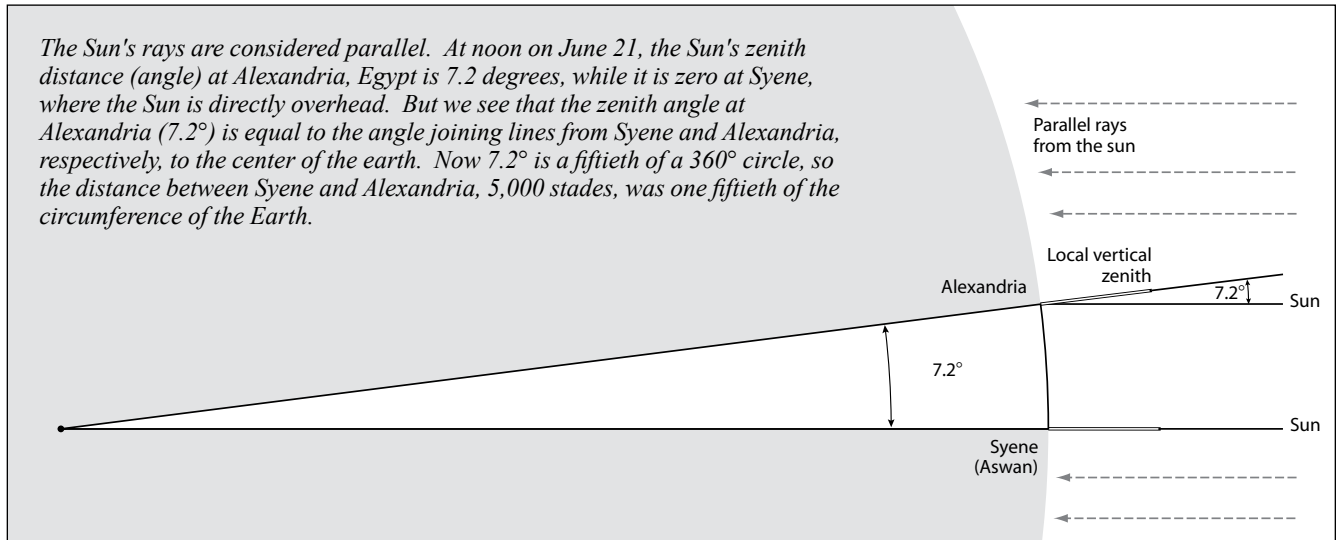 The Sun's rays are considered parallel.  At noon on June 21, the Sun's zenith
distance (angle) at Alexandria, Egypt is 7.2 degrees, while it is zero at Syene,
where the Sun is directly overhead.  But we see that the zenith angle at
Alexandria (7.2°) is equal to the angle joining lines from Syene and Alexandria,
respectively, to the center of the earth.  Now 7.2° is a fiftieth of a 360° circle, so
the distance between Syene and Alexandria, 5,000 stades, was one fiftieth of the
circumference of the Earth.
Parallel rays
from the sun
Local vertical
zenith
Alexandria
7.2°
Sun
7.2°
Sun
Syene
(Aswan)